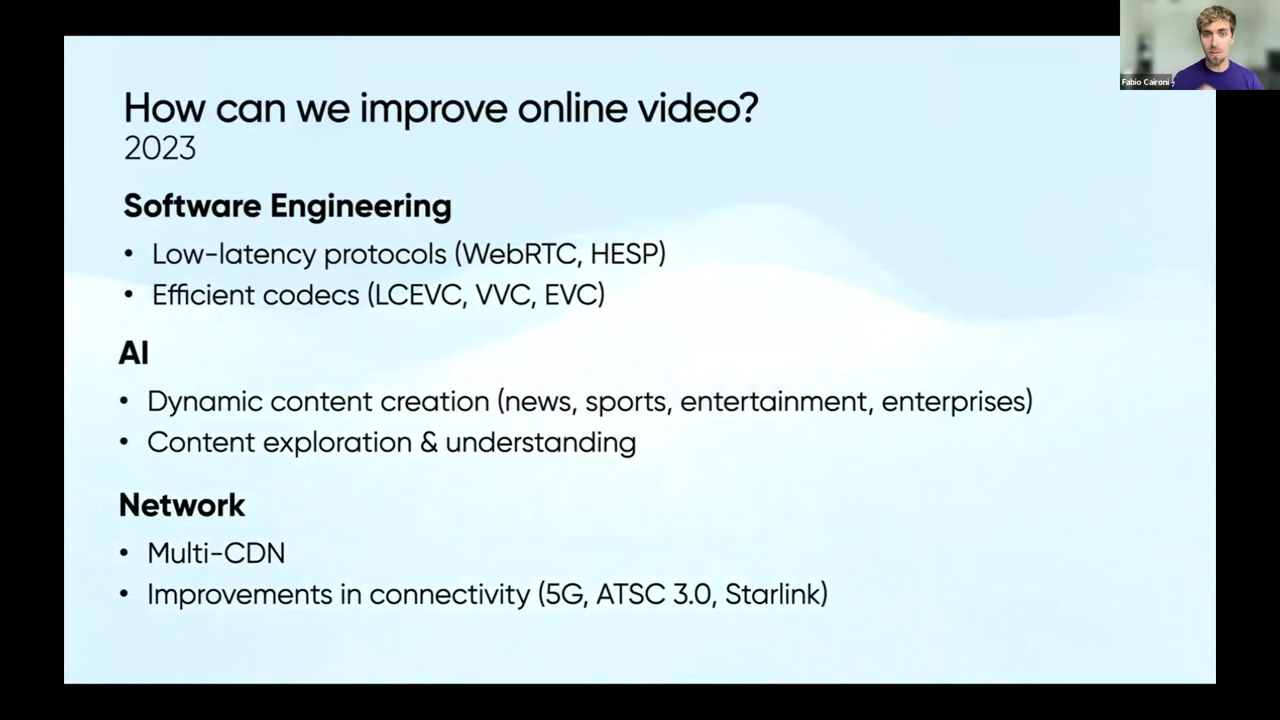 How can we improve online video?
2023
Software Engineering
• Low-latency protocols (WebRTC, HESP)
• Efficient codecs (LCEVC, VVC, EVC)
AI
• Dynamic content creation (news, sports, entertainment, enterprises)
• Content exploration & understanding
Network
• Multi-CDN
• Improvements in connectivity (5G, ATSC 3.0, Starlink)
Fabio Caironi